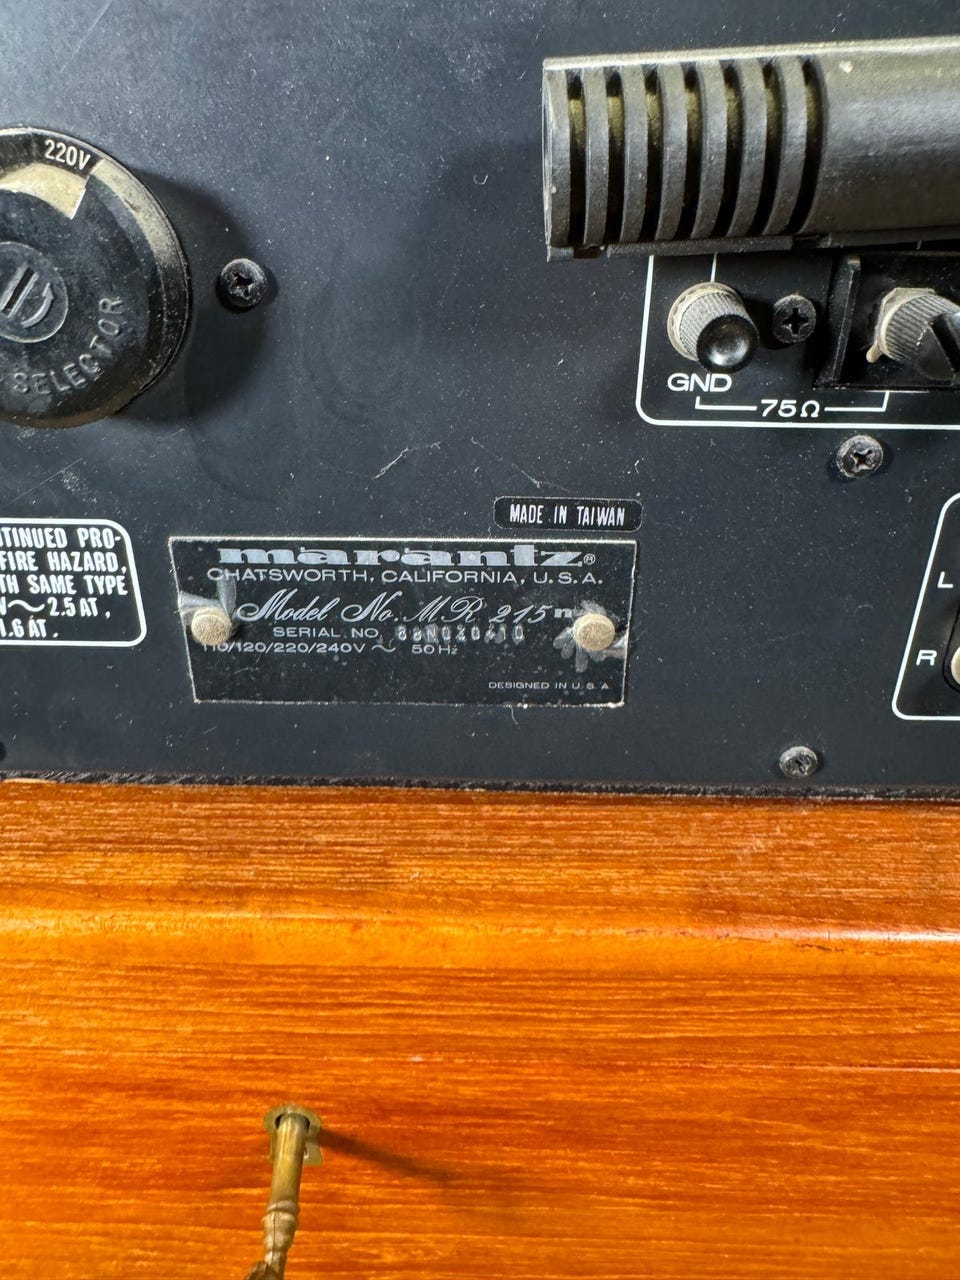 220V
SELECTOR
GND
75Ω
MADE IN TAIWAN
NTINUED PRO-
FIRE HAZARD,
TH SAME TYPE
V～2.5 AT,
1.6 AT.
marantz®
CHATSWORTH, CALIFORNIA, U.S.A.
Model No. MR 215
SERIAL NO.
110/120/220/240V ～ 50Hz
DESIGNED IN U.S.A
L
R